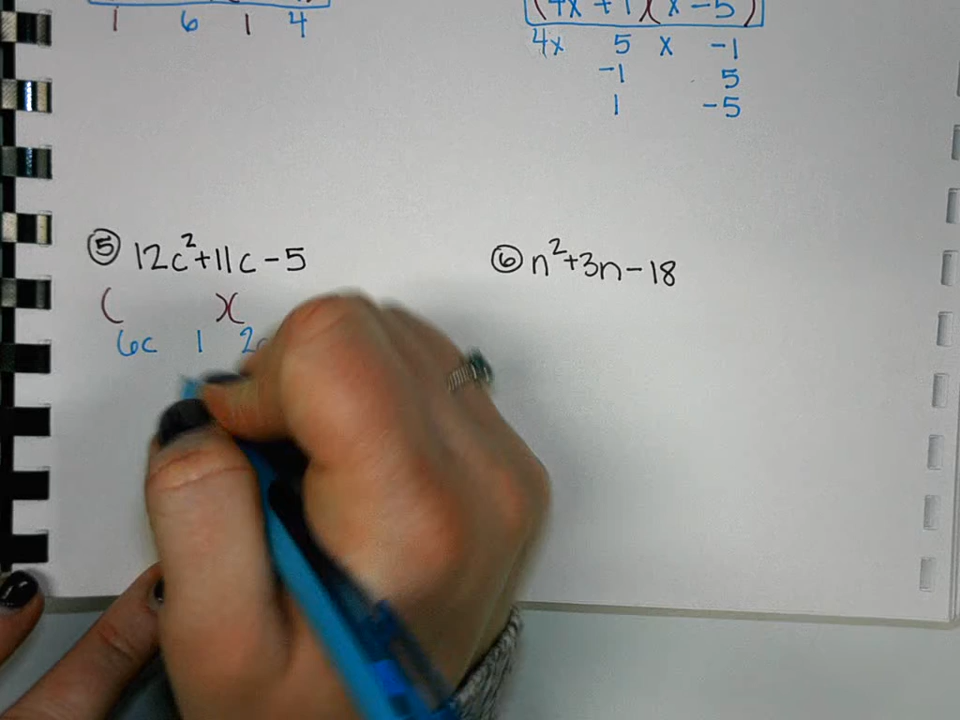 1 6 1 4
(4x + 1)(x - 5)
4x 5 x -1
-1 5
1 -5
⑤ 12c²+11c-5
( )(
6c 1 2c
⑥ n²+3n-18